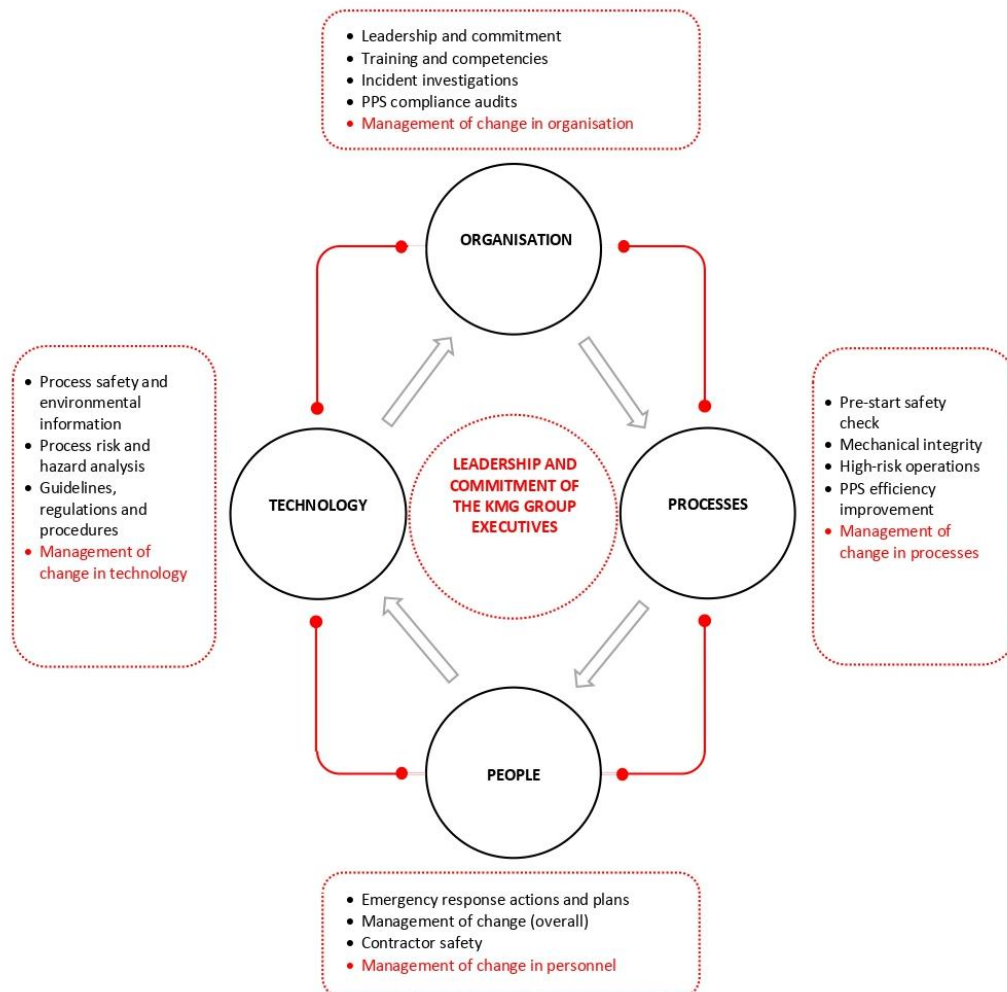 • Leadership and commitment
• Training and competencies
• Incident investigations
• PPS compliance audits
• Management of change in organisation
ORGANISATION
• Process safety and
environmental
information
• Process risk and
hazard analysis
• Guidelines,
regulations and
procedures
• Management of
change in technology
TECHNOLOGY
LEADERSHIP AND
COMMITMENT OF
THE KMG GROUP
EXECUTIVES
PROCESSES
• Pre-start safety
check
• Mechanical integrity
• High-risk operations
• PPS efficiency
improvement
• Management of
change in processes
PEOPLE
• Emergency response actions and plans
• Management of change (overall)
• Contractor safety
• Management of change in personnel